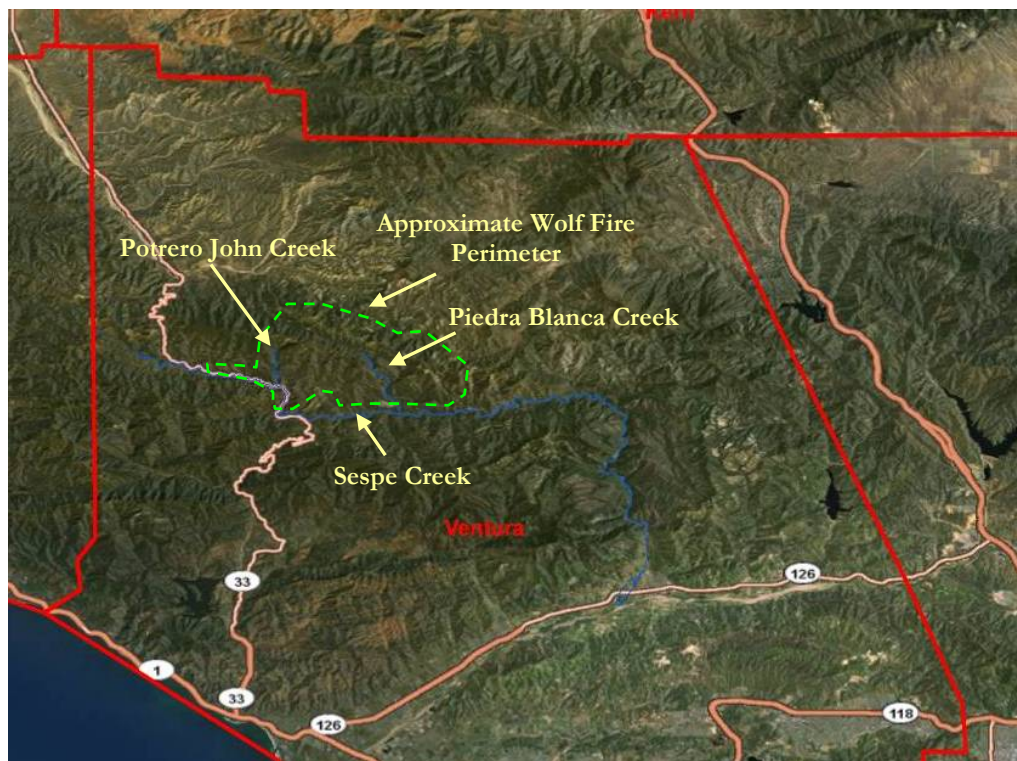 Kern
Approximate Wolf Fire
Perimeter
Potrero John Creek
Piedra Blanca Creek
Sespe Creek
Ventura
33
126
1
33
126
118